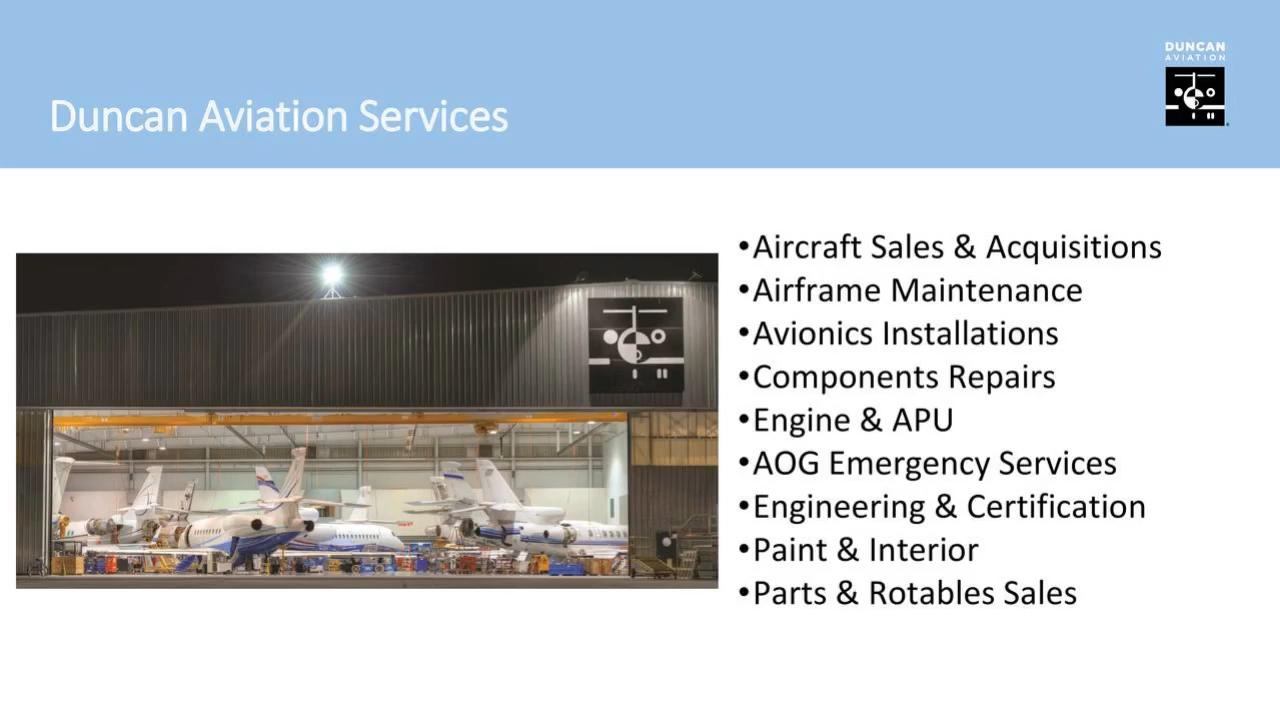 DUNCAN
AVIATION
Duncan Aviation Services
•Aircraft Sales & Acquisitions
•Airframe Maintenance
•Avionics Installations
•Components Repairs
•Engine & APU
•AOG Emergency Services
•Engineering & Certification
•Paint & Interior
•Parts & Rotables Sales